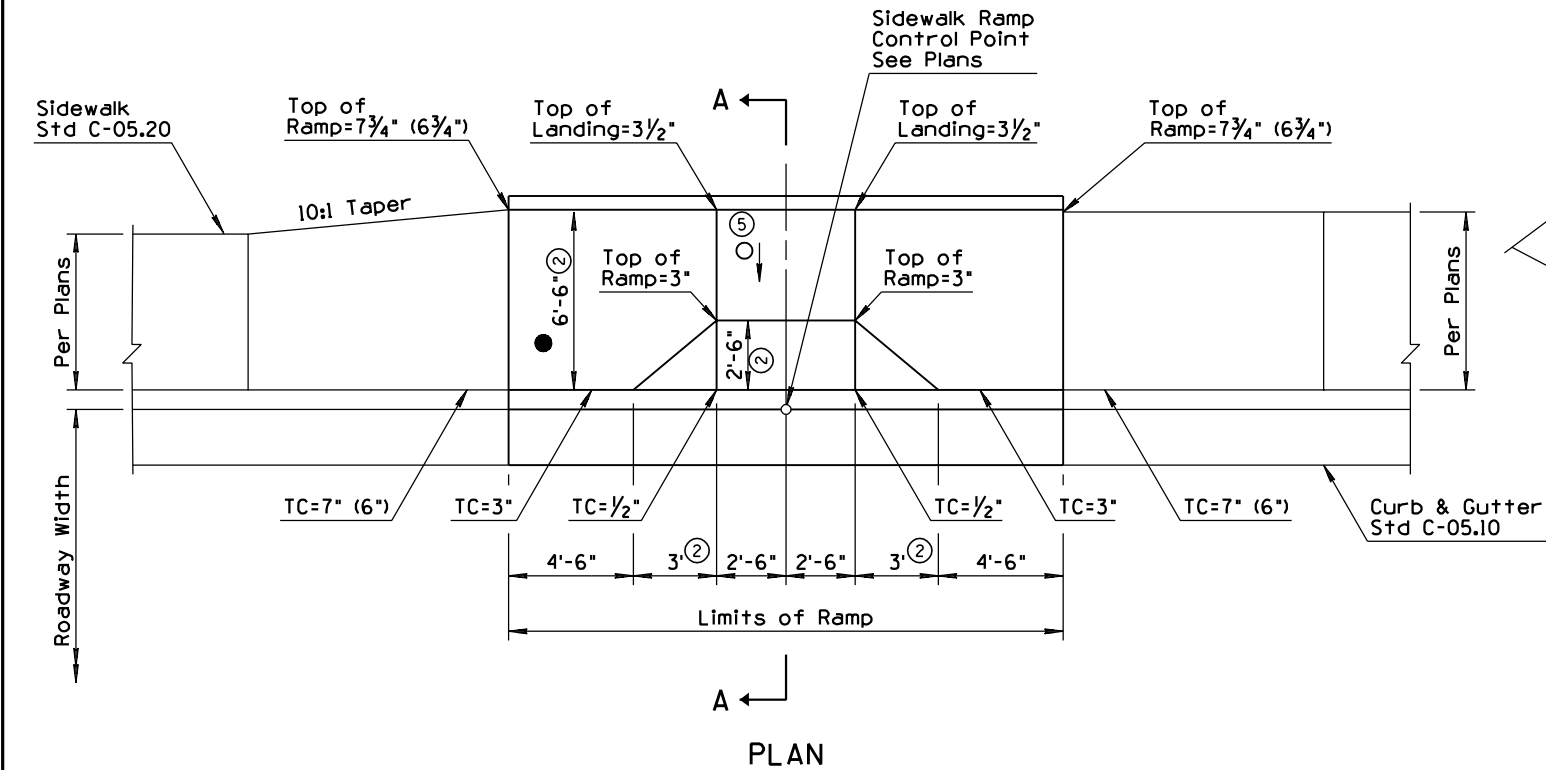 Sidewalk Ramp
Control Point
See Plans
Sidewalk
Std C-05.20
Top of
Ramp=7¾" (6¾")
Top of
Landing=3½"
A
Top of
Landing=3½"
Top of
Ramp=7¾" (6¾")
10:1 Taper
5
Top of
Ramp=3"
Top of
Ramp=3"
Per Plans
6'-6" 2
2'-6" 2
Per Plans
Roadway Width
TC=7" (6")
TC=3"
TC=½"
TC=½"
TC=3"
TC=7" (6")
Curb & Gutter
Std C-05.10
4'-6" 3' 2 2'-6" 2'-6" 3' 2 4'-6"
Limits of Ramp
A
PLAN